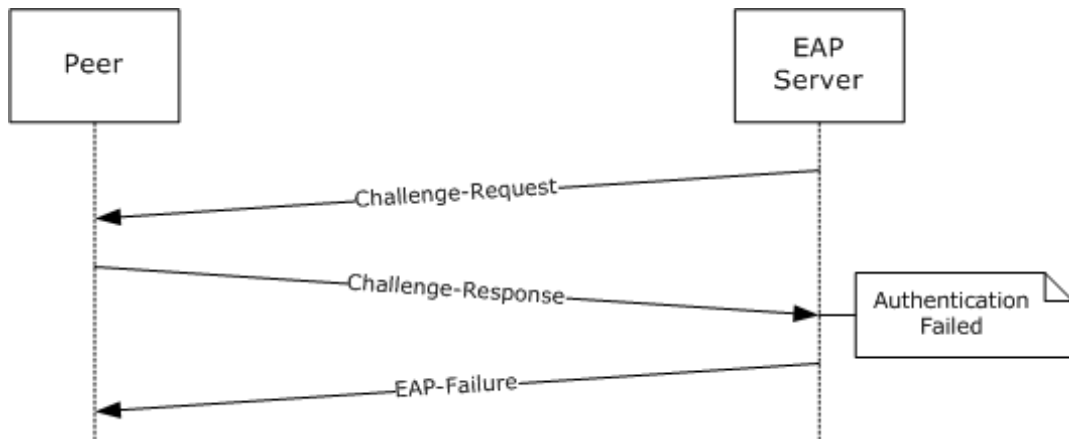 Peer
EAP
Server
Challenge-Request
Challenge-Response
Authentication
Failed
EAP-Failure